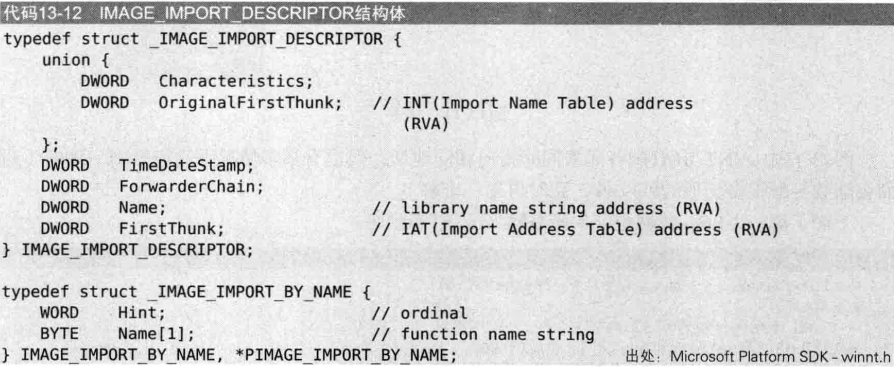 代码13-12 IMAGE_IMPORT_DESCRIPTOR结构体
typedef struct _IMAGE_IMPORT_DESCRIPTOR {
    union {
        DWORD   Characteristics;
        DWORD   OriginalFirstThunk;   // INT(Import Name Table) address
                                         (RVA)
    };
    DWORD   TimeDateStamp;
    DWORD   ForwarderChain;
    DWORD   Name;                     // library name string address (RVA)
    DWORD   FirstThunk;               // IAT(Import Address Table) address (RVA)
} IMAGE_IMPORT_DESCRIPTOR;
typedef struct _IMAGE_IMPORT_BY_NAME {
    WORD    Hint;                     // ordinal
    BYTE    Name[1];                  // function name string
} IMAGE_IMPORT_BY_NAME, *PIMAGE_IMPORT_BY_NAME;    出处：Microsoft Platform SDK - winnt.h